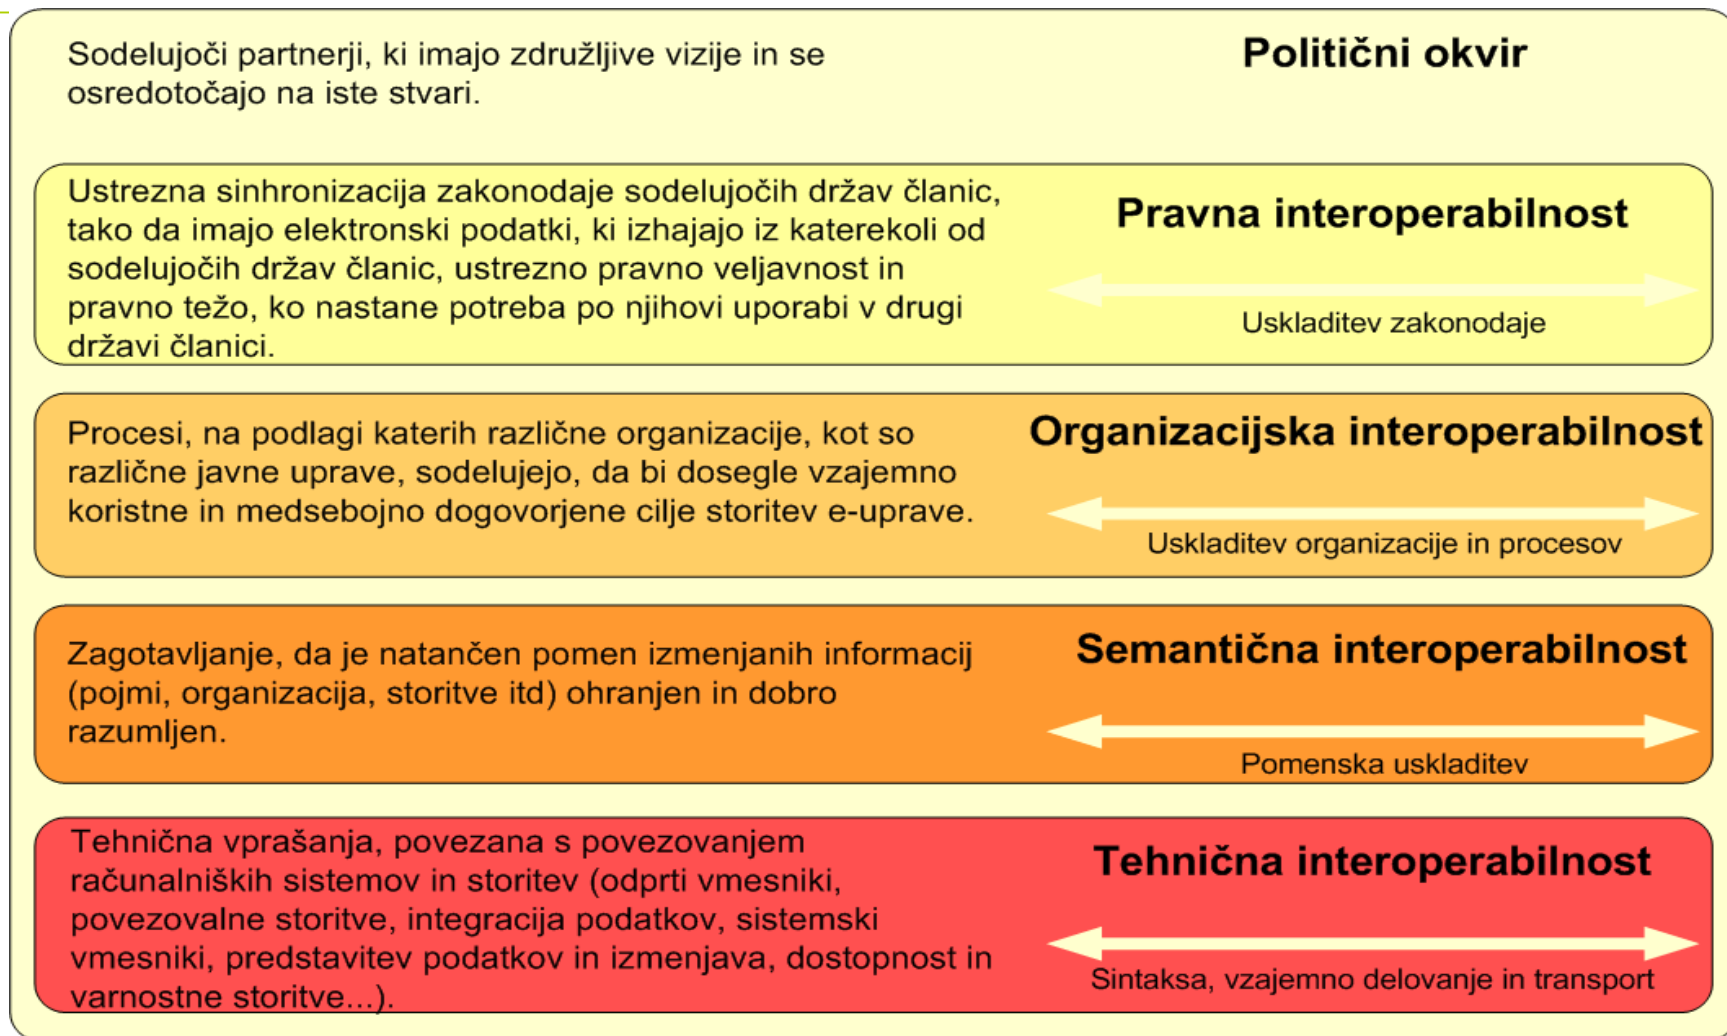 Sodelujoči partnerji, ki imajo združljive vizije in se
osredotočajo na iste stvari.
Politični okvir
Ustrezna sinhronizacija zakonodaje sodelujočih držav članic,
tako da imajo elektronski podatki, ki izhajajo iz katerekoli od
sodelujočih držav članic, ustrezno pravno veljavnost in
pravno težo, ko nastane potreba po njihovi uporabi v drugi
državi članici.
Pravna interoperabilnost
Uskladitev zakonodaje
Procesi, na podlagi katerih različne organizacije, kot so
različne javne uprave, sodelujejo, da bi dosegle vzajemno
koristne in medsebojno dogovorjene cilje storitev e-uprave.
Organizacijska interoperabilnost
Uskladitev organizacije in procesov
Zagotavljanje, da je natančen pomen izmenjanih informacij
(pojmi, organizacija, storitve itd) ohranjen in dobro
razumljen.
Semantična interoperabilnost
Pomenska uskladitev
Tehnična vprašanja, povezana s povezovanjem
računalniških sistemov in storitev (odprti vmesniki,
povezovalne storitve, integracija podatkov, sistemski
vmesniki, predstavitev podatkov in izmenjava, dostopnost in
varnostne storitve...).
Tehnična interoperabilnost
Sintaksa, vzajemno delovanje in transport